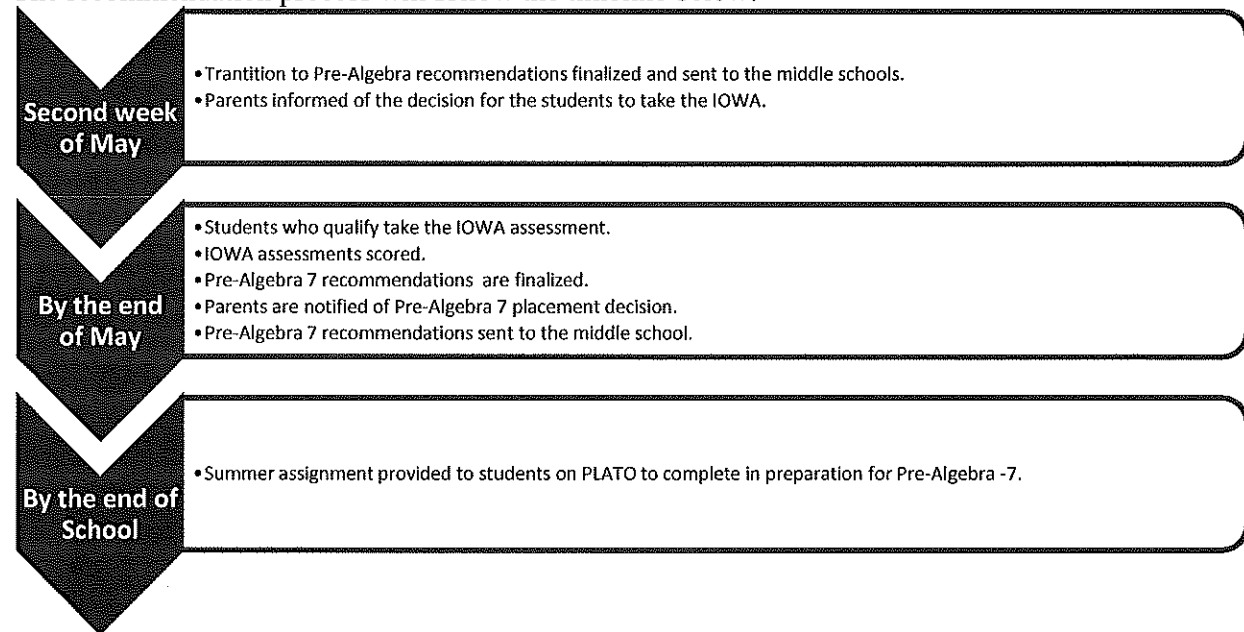 Second week
of May
•Trantition to Pre-Algebra recommendations finalized and sent to the middle schools.
•Parents informed of the decision for the students to take the IOWA.
By the end
of May
•Students who qualify take the IOWA assessment.
•IOWA assessments scored.
•Pre-Algebra 7 recommendations are finalized.
•Parents are notified of Pre-Algebra 7 placement decision.
•Pre-Algebra 7 recommendations sent to the middle school.
By the end of
School
•Summer assignment provided to students on PLATO to complete in preparation for Pre-Algebra -7.